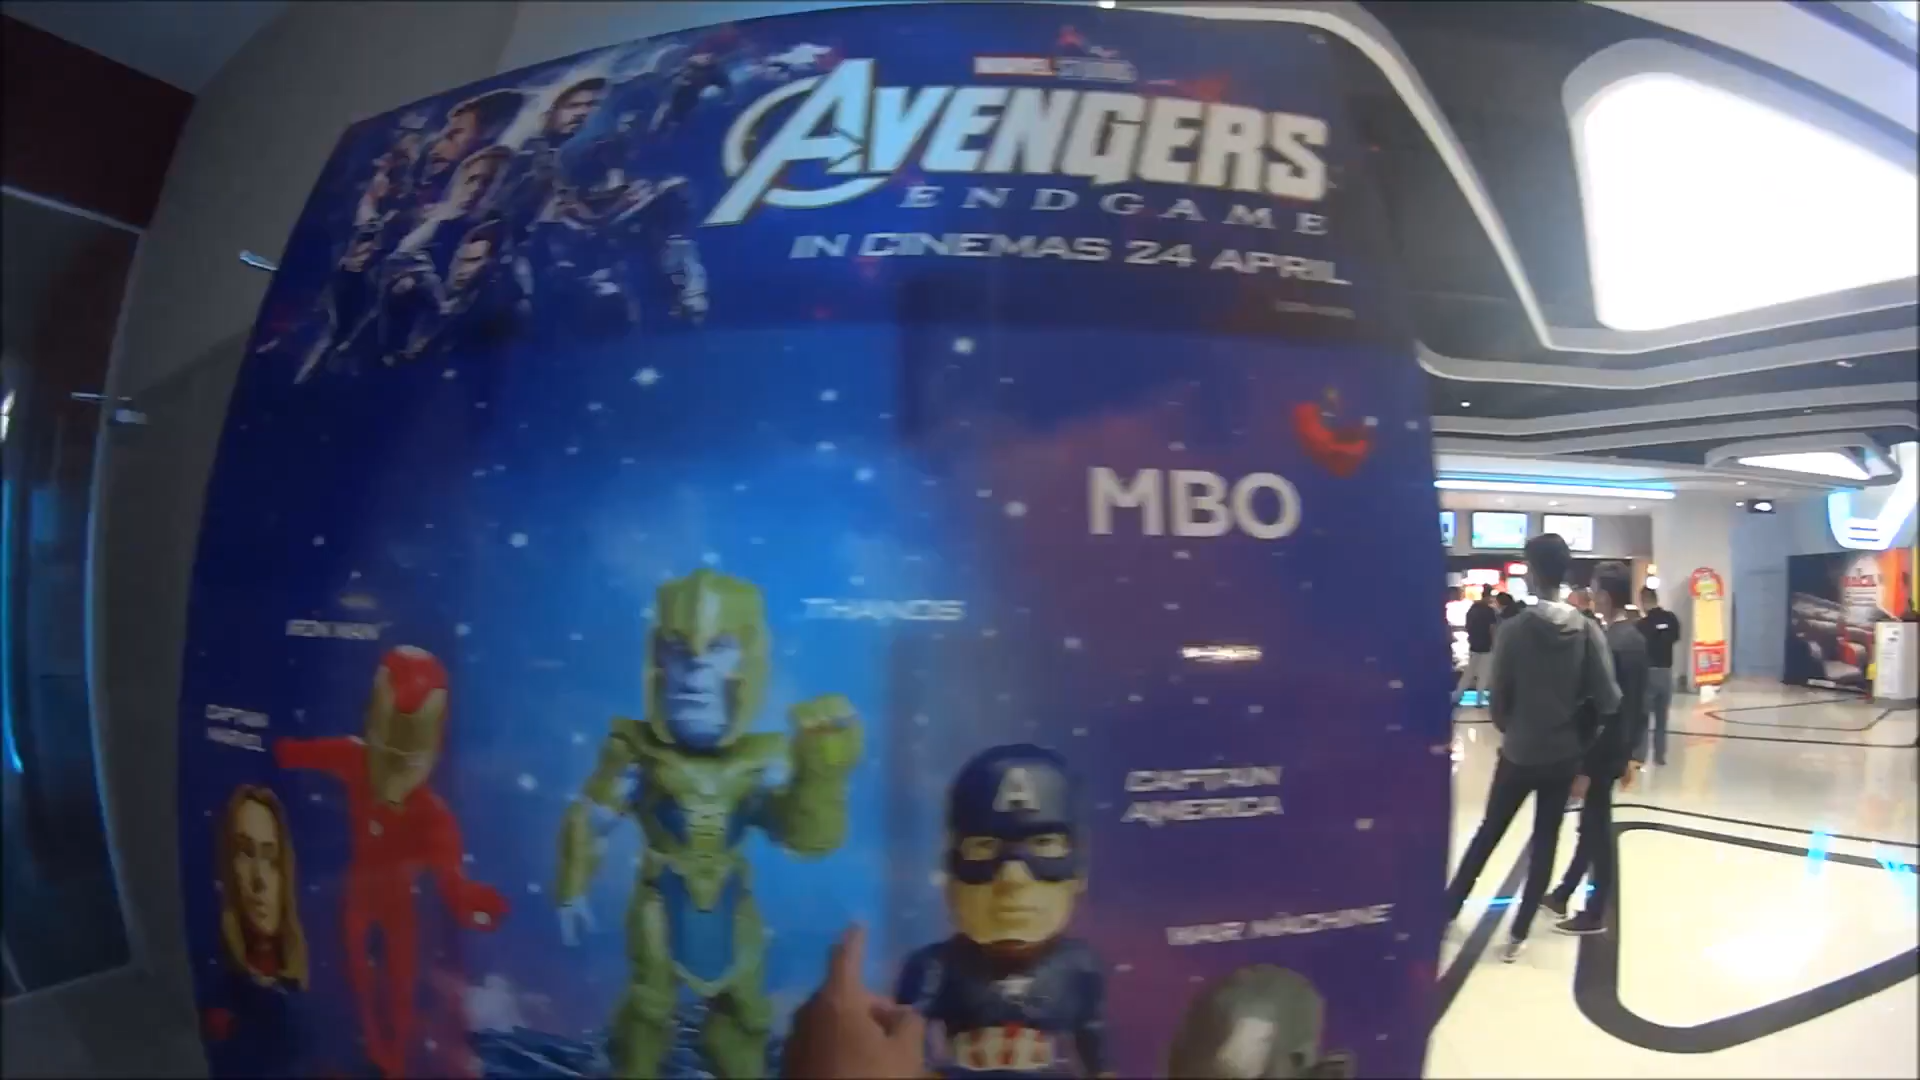 MARVEL STUDIOS
AVENGERS
ENDGAME
IN CINEMAS 24 APRIL
MBO
THANOS
IRON MAN
CAPTAIN
MARVEL
CAPTAIN
AMERICA
WAR MACHINE
A